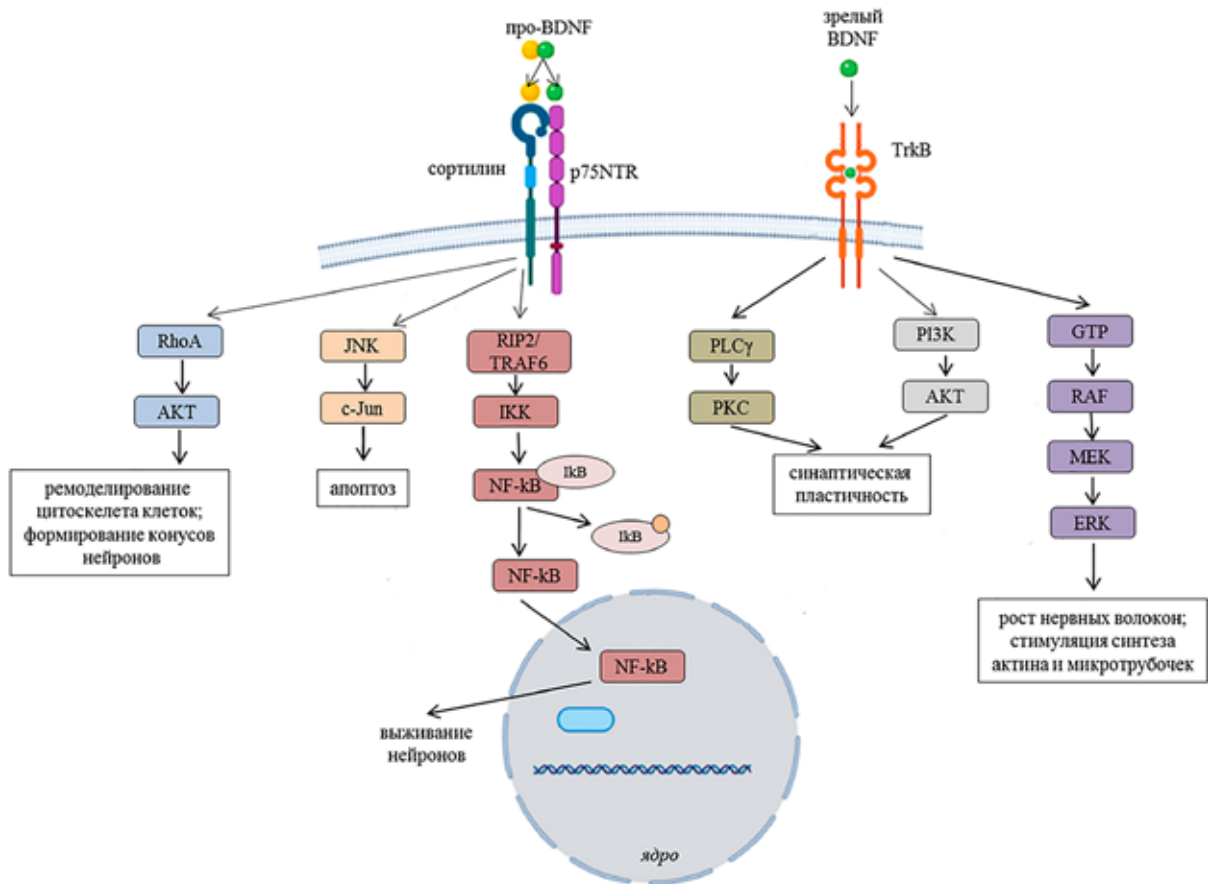 про-BDNF
зрелый
BDNF
сортилин
p75NTR
TrkB
RhoA
AKT
ремоделирование
цитоскелета клеток;
формирование конусов
нейронов
JNK
c-Jun
апоптоз
RIP2/
TRAF6
IKK
NF-kB
IkB
IkB
NF-kB
NF-kB
выживание
нейронов
ядро
PLCγ
PKC
PI3K
AKT
синаптическая
пластичность
GTP
RAF
MEK
ERK
рост нервных волокон;
стимуляция синтеза
актина и микротрубочек